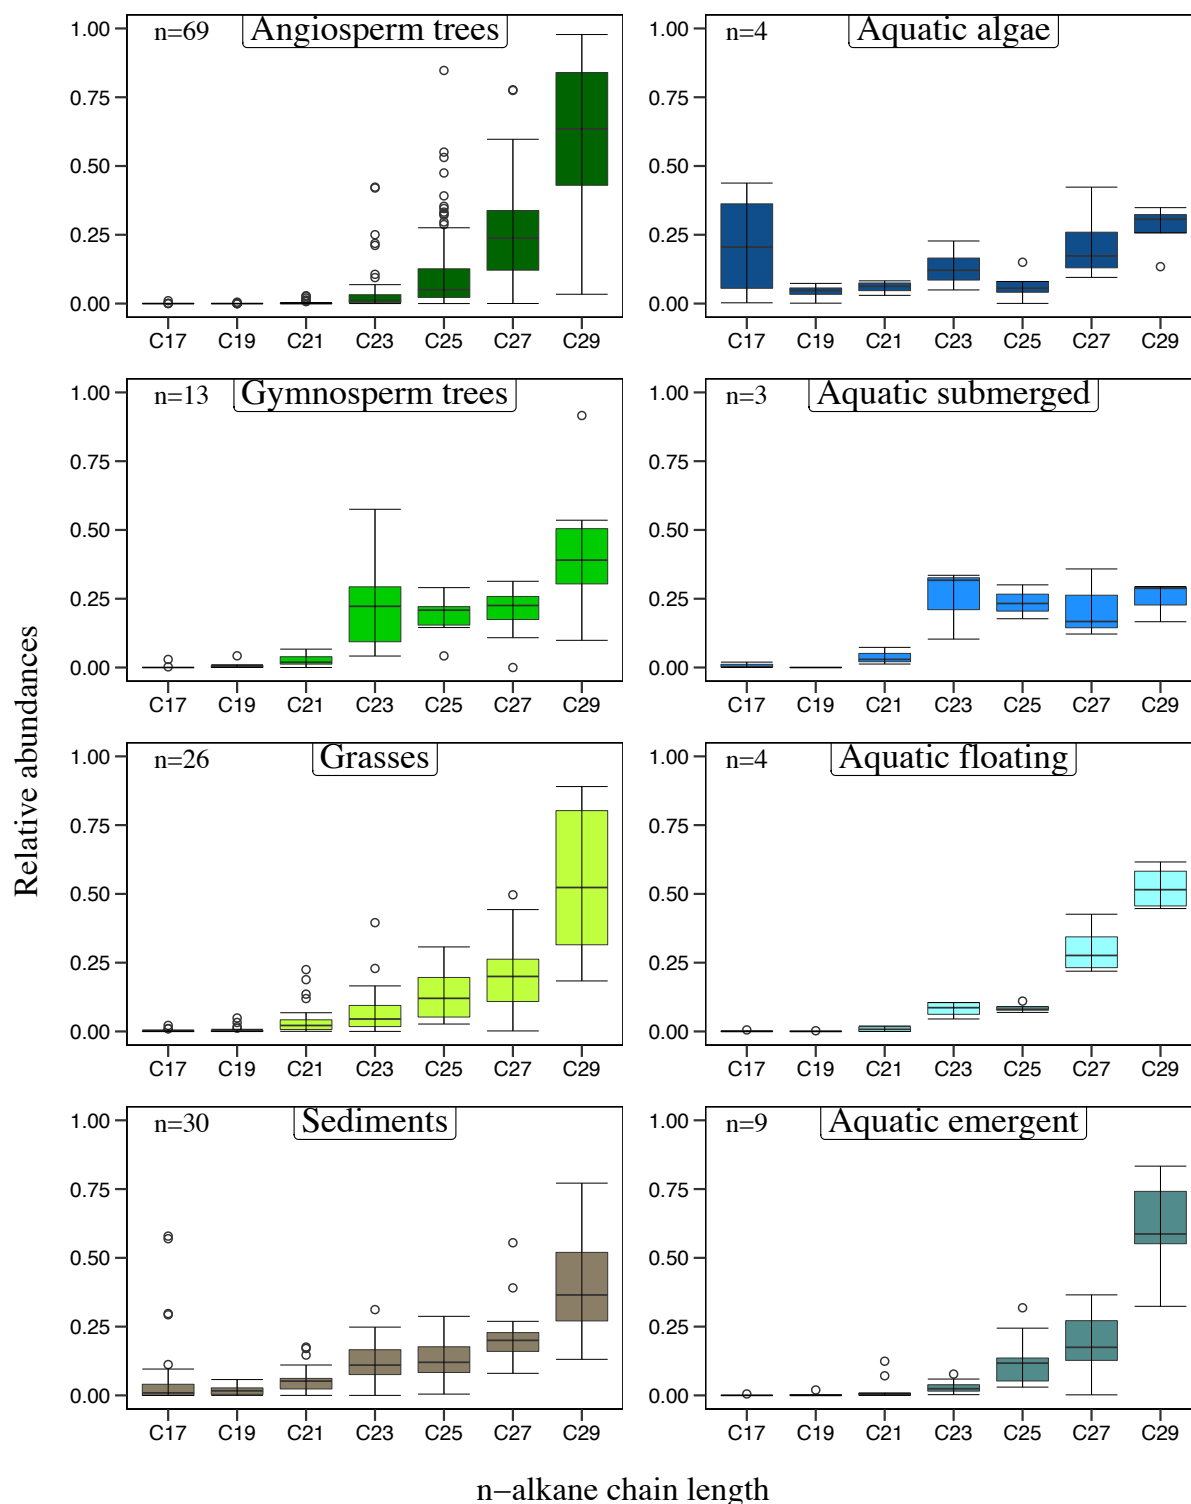 n=69 Angiosperm trees
1.00
0.75
0.50
0.25
0.00
C17 C19 C21 C23 C25 C27 C29
n=4 Aquatic algae
1.00
0.75
0.50
0.25
0.00
C17 C19 C21 C23 C25 C27 C29
n=13 Gymnosperm trees
1.00
0.75
0.50
0.25
0.00
C17 C19 C21 C23 C25 C27 C29
n=3 Aquatic submerged
1.00
0.75
0.50
0.25
0.00
C17 C19 C21 C23 C25 C27 C29
Relative abundances
n=26 Grasses
1.00
0.75
0.50
0.25
0.00
C17 C19 C21 C23 C25 C27 C29
n=4 Aquatic floating
1.00
0.75
0.50
0.25
0.00
C17 C19 C21 C23 C25 C27 C29
n=30 Sediments
1.00
0.75
0.50
0.25
0.00
C17 C19 C21 C23 C25 C27 C29
n=9 Aquatic emergent
1.00
0.75
0.50
0.25
0.00
C17 C19 C21 C23 C25 C27 C29
n−alkane chain length